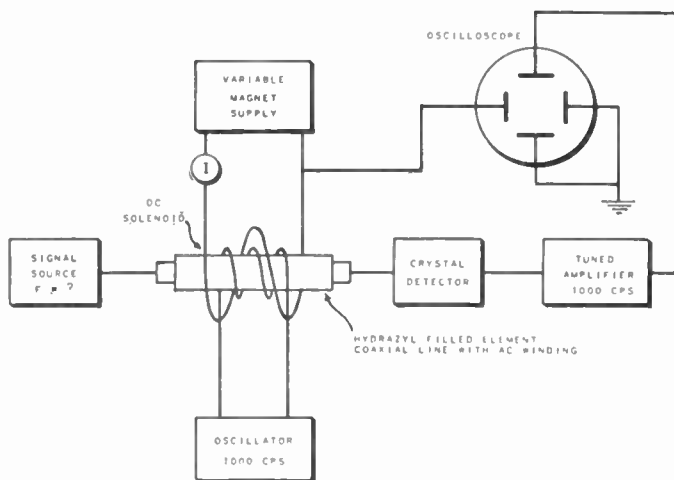 OSCILLOSCOPE
VARIABLE
MAGNET
SUPPLY
I
DC
SOLENOID
SIGNAL
SOURCE
F = ?
CRYSTAL
DETECTOR
TUNED
AMPLIFIER
1000 CPS
HYDRAZYL FILLED ELEMENT
COAXIAL LINE WITH AC WINDING
OSCILLATOR
1000 CPS